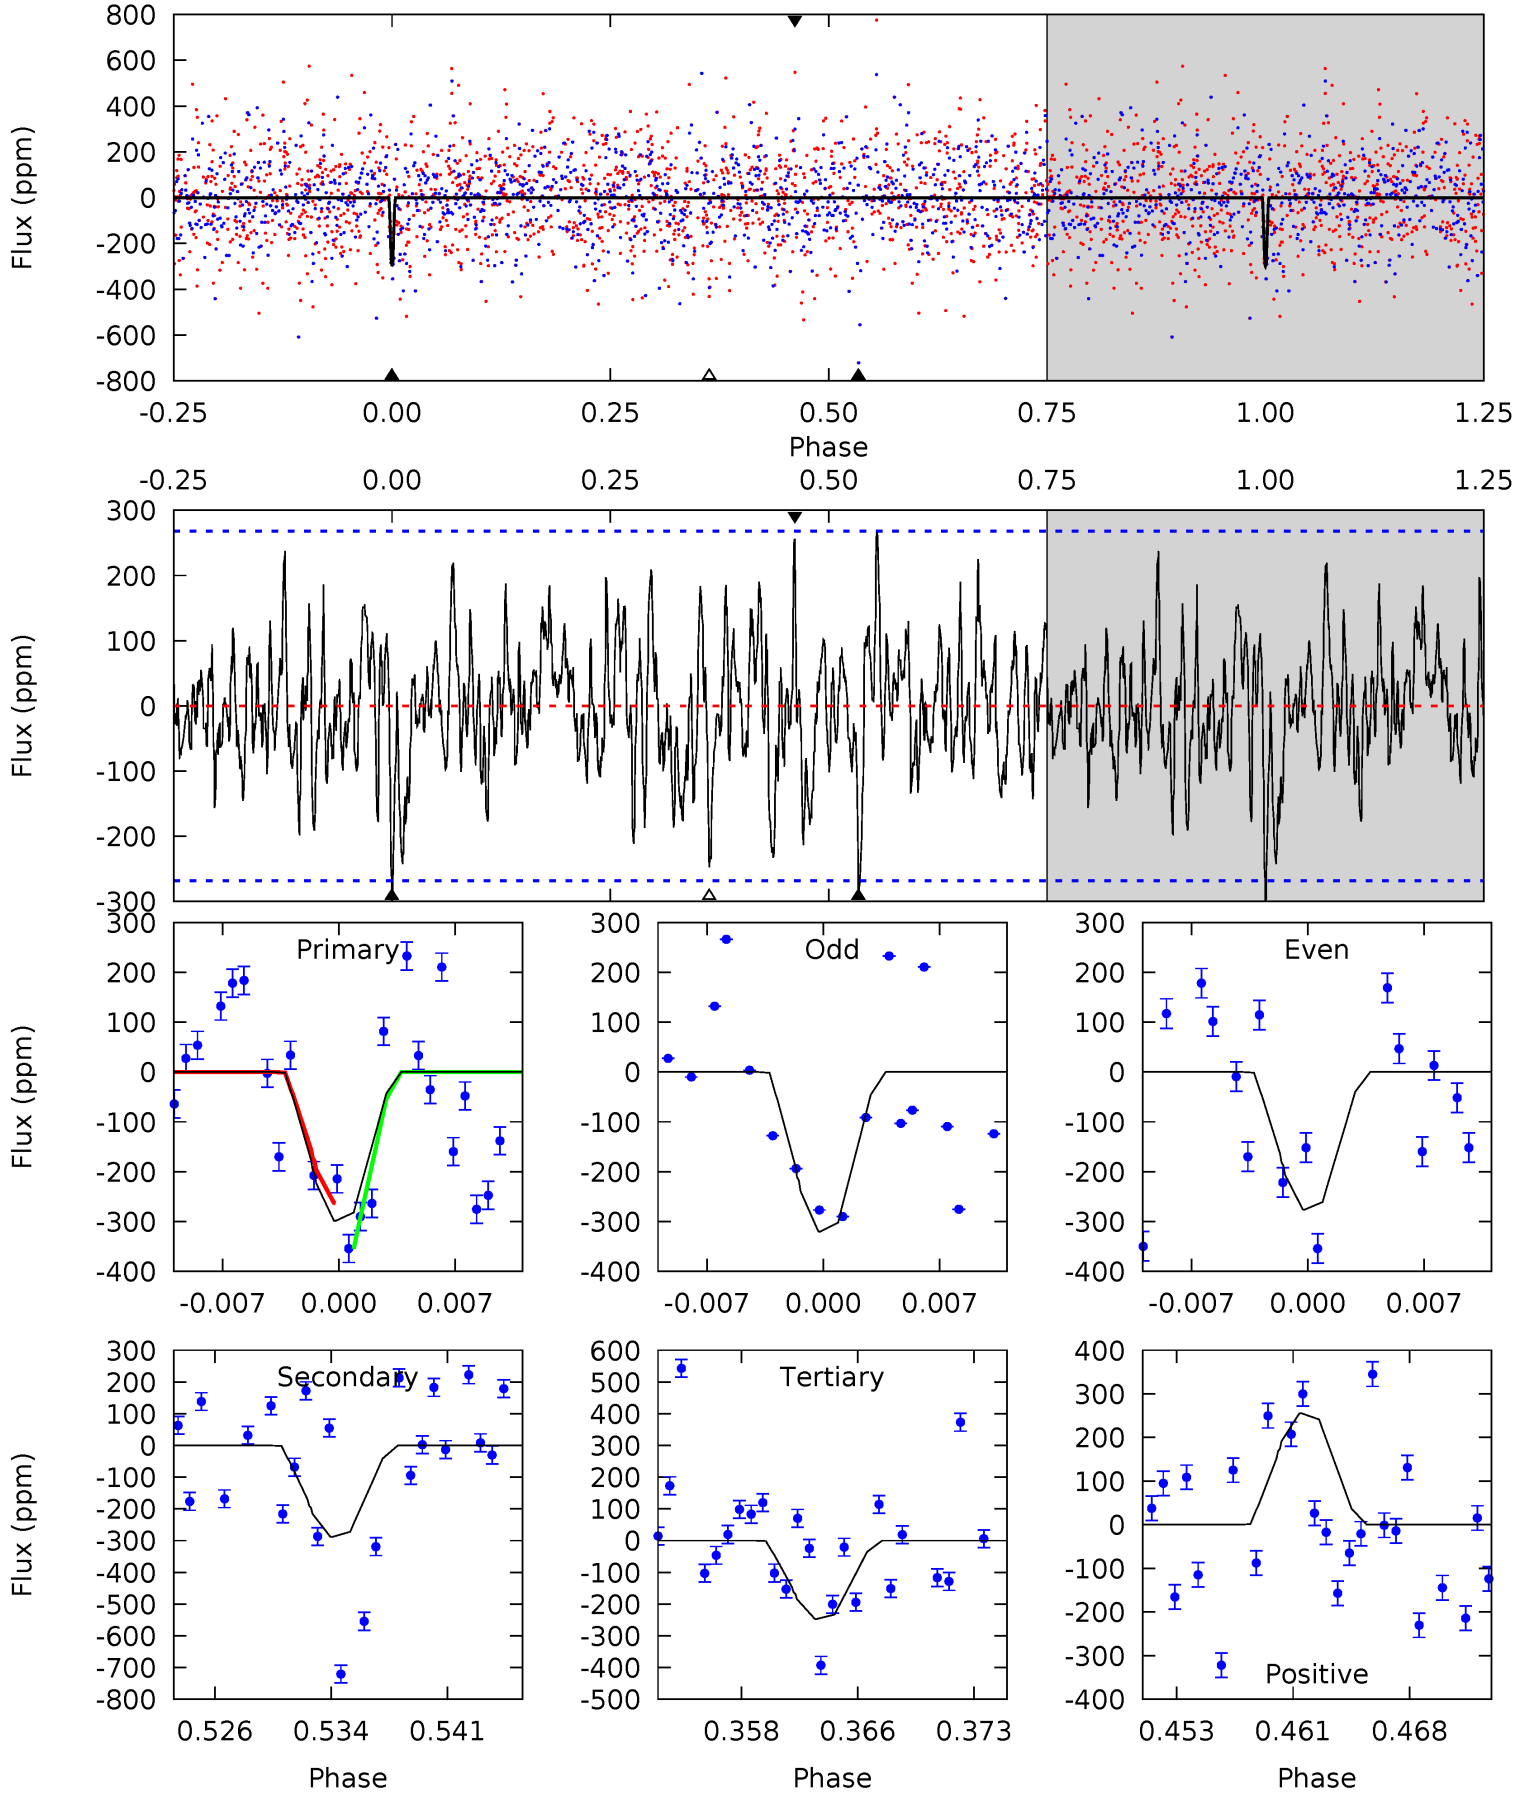 800
600
400
200
0
-200
-400
-600
-800
Flux (ppm)
-0.25 0.00 0.25 0.50 0.75 1.00 1.25
Phase
-0.25 0.00 0.25 0.50 0.75 1.00 1.25
300
200
100
0
-100
-200
-300
Flux (ppm)
Primary Odd Even
300 300 300
200 200 200
100 100 100
0 0 0
-100 -100 -100
-200 -200 -200
-300 -300 -300
-400 -400 -400
Flux (ppm)
-0.007 0.000 0.007 -0.007 0.000 0.007 -0.007 0.000 0.007
Secondary Tertiary Positive
300 600 400
200 500 300
100 400 200
0 300 100
-100 200 0
-200 100 -100
-300 0 -200
-400 -100 -300
-500 -200 -400
-600 -300
-700 -400
-800 -500
Flux (ppm)
0.526 0.534 0.541 0.358 0.366 0.373 0.453 0.461 0.468
Phase Phase Phase